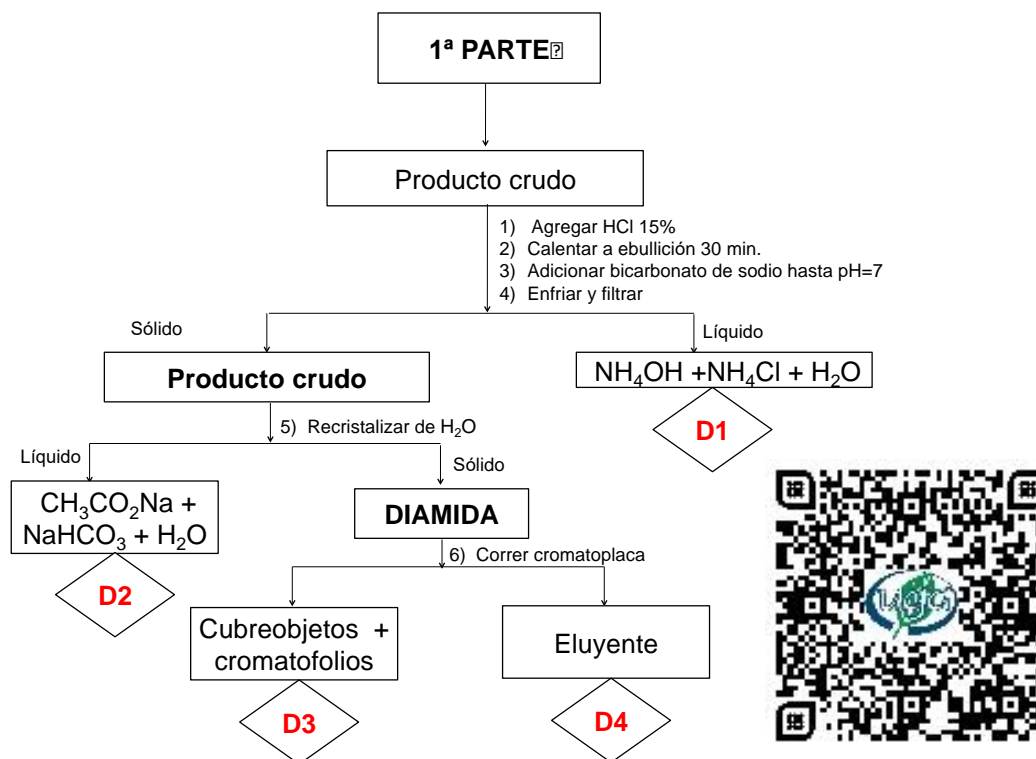 1ª PARTE
Producto crudo
1) Agregar HCl 15%
2) Calentar a ebullición 30 min.
3) Adicionar bicarbonato de sodio hasta pH=7
4) Enfriar y filtrar
Sólido
Líquido
Producto crudo
NH₄OH +NH₄Cl + H₂O
D1
5) Recristalizar de H₂O
Líquido
Sólido
CH₃CO₂Na +
NaHCO₃ + H₂O
D2
DIAMIDA
6) Correr cromatoplaca
Cubreobjetos +
cromatofolios
D3
Eluyente
D4